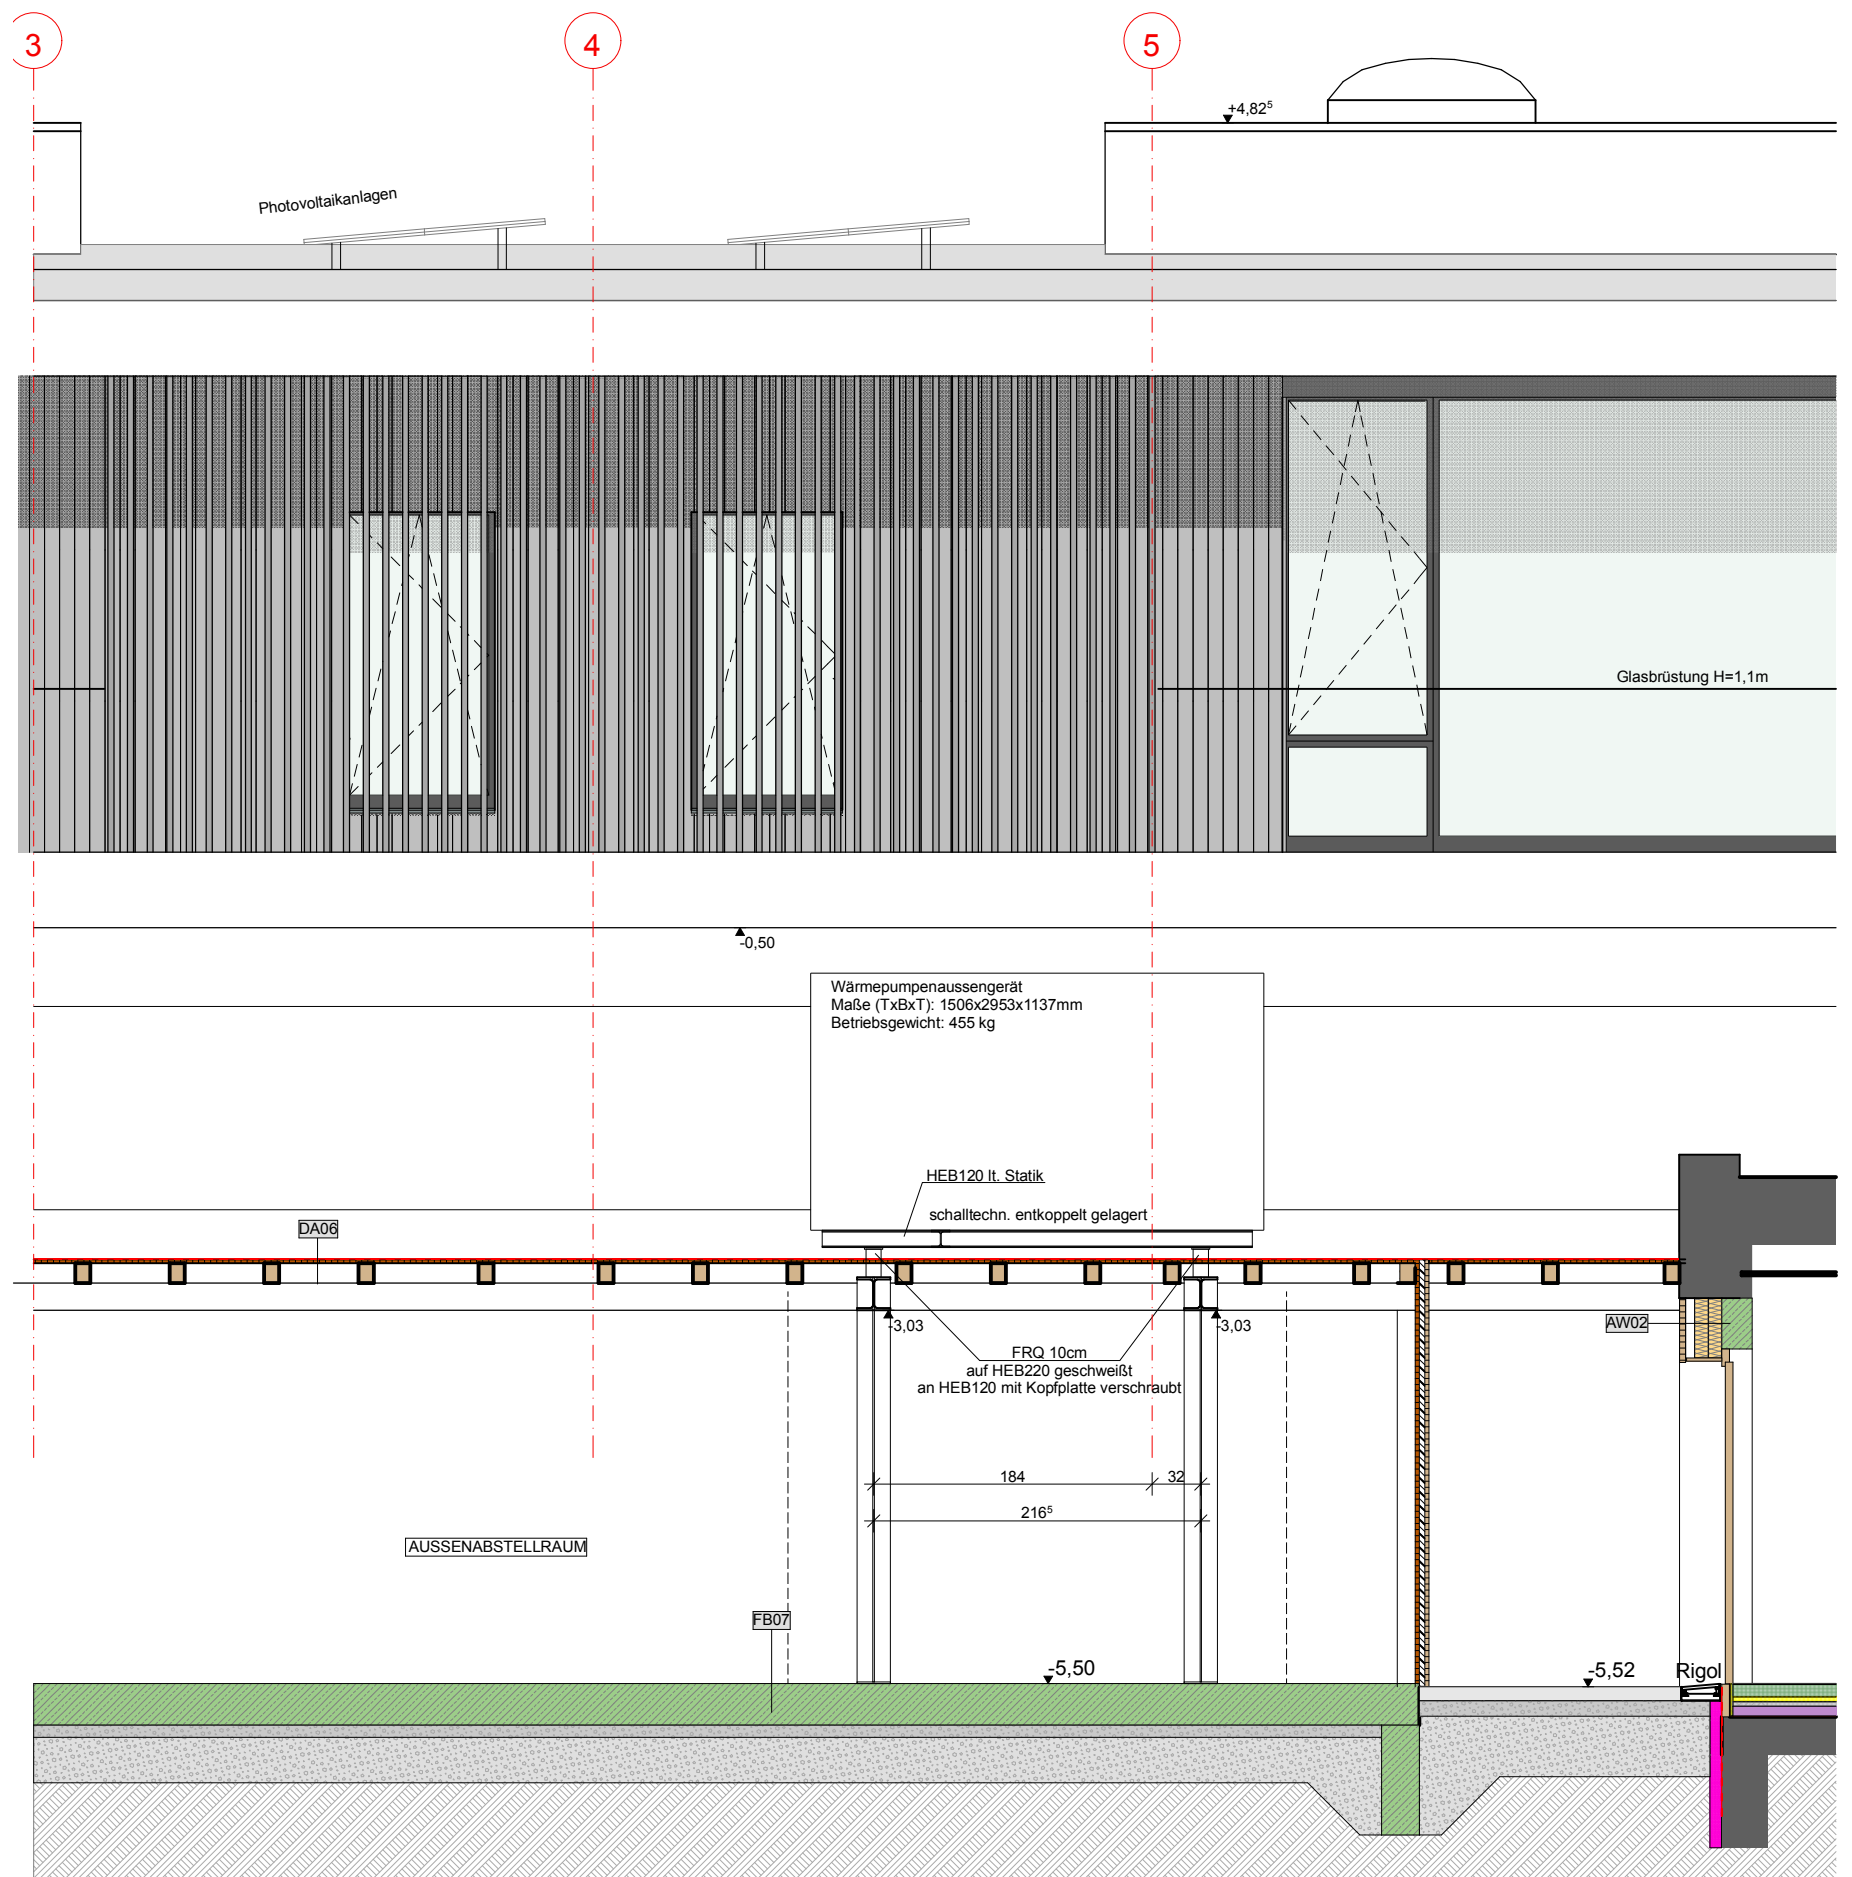 3
4
5
+4,82⁵
Photovoltaikanlagen
Glasbrüstung H=1,1m
-0,50
Wärmepumpenaussengerät
Maße (TxBxT): 1506x2953x1137mm
Betriebsgewicht: 455 kg
HEB120 lt. Statik
schalltechn. entkoppelt gelagert
DA06
-3,03
-3,03
AW02
FRQ 10cm
auf HEB220 geschweißt
an HEB120 mit Kopfplatte verschraubt
184
32
216⁵
AUSSENABSTELLRAUM
FB07
-5,50
-5,52
Rigol